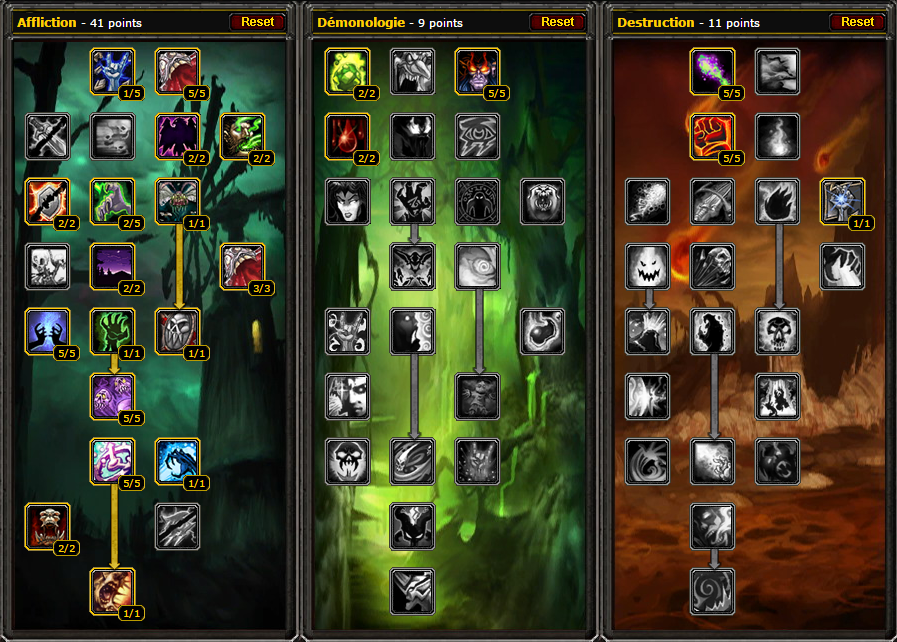 Affliction - 41 points Reset Démonologie - 9 points Reset Destruction - 11 points Reset
1/5 5/5 2/2 5/5 5/5
2/2 2/2 2/2 5/5
2/2 2/5 1/1 1/1
2/2 3/3
5/5 1/1 1/1
5/5
5/5 1/1
2/2
1/1